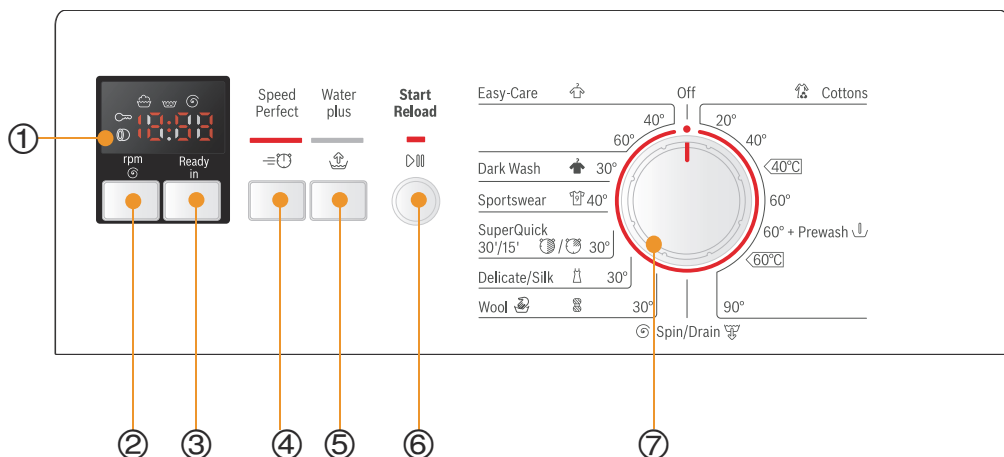 Speed Perfect
Water plus
Start Reload
18:88
rpm
Ready in
Easy-Care
Off
Cottons
40°
20°
60°
40°
Dark Wash 30°
40°C
Sportswear 40°
60°
SuperQuick
30'/15' / 30°
60° + Prewash
60°C
Delicate/Silk 30°
Wool 30°
90°
Spin/Drain
①
②
③
④
⑤
⑥
⑦